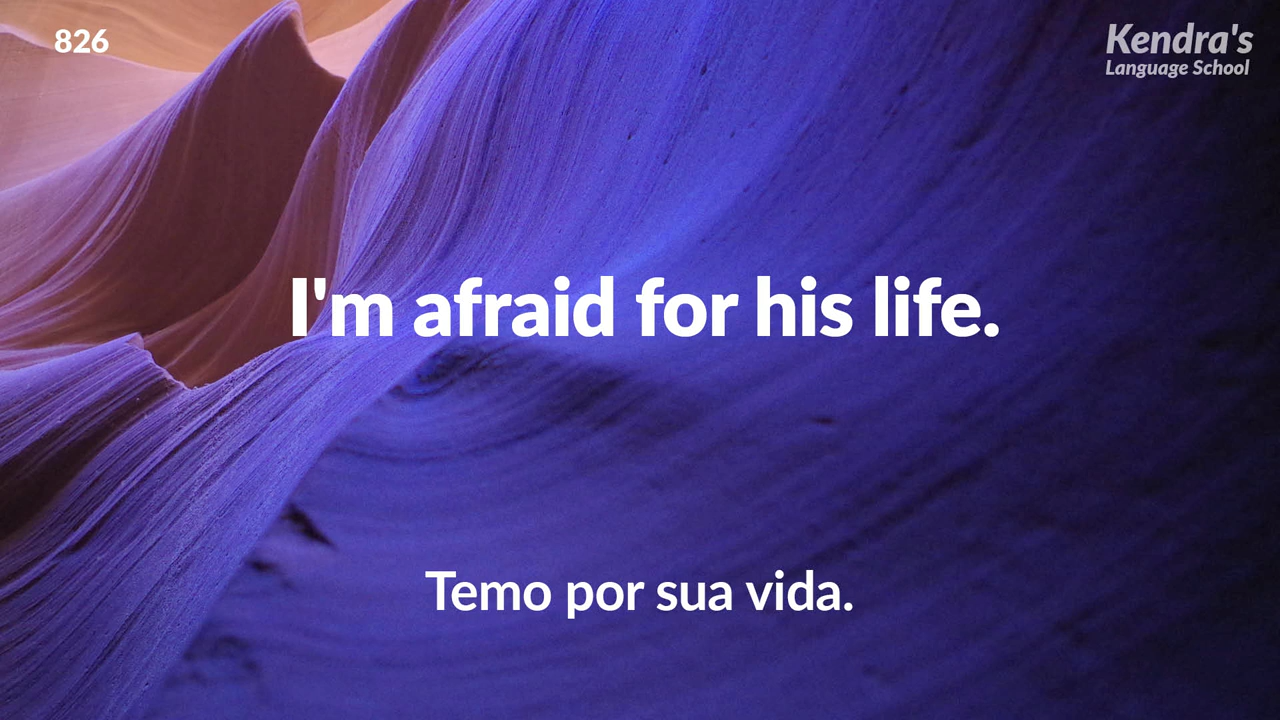 826
Kendra's
Language School
I'm afraid for his life.
Temo por sua vida.